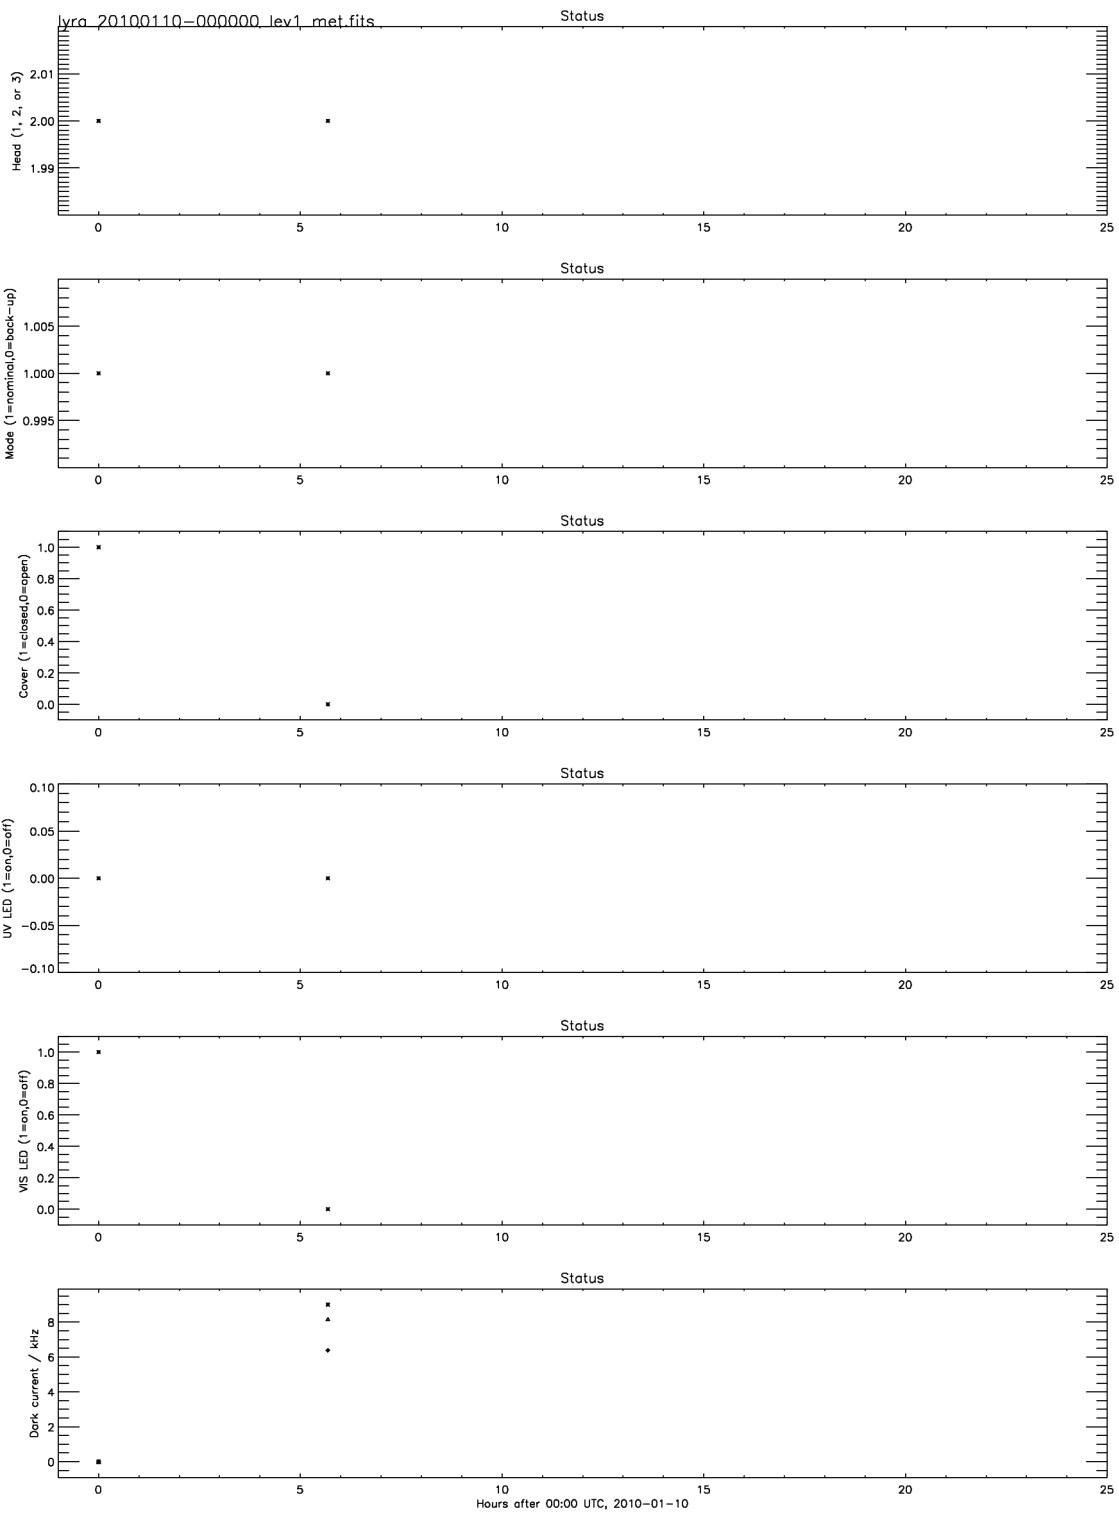 lyra_20100110-000000_lev1_met.fits
Status
Head (1, 2, or 3)
2.01
2.00
1.99
0 5 10 15 20 25
Status
Mode (1=nominal,0=back-up)
1.005
1.000
0.995
0 5 10 15 20 25
Status
Cover (1=closed,0=open)
1.0
0.8
0.6
0.4
0.2
0.0
0 5 10 15 20 25
Status
UV LED (1=on,0=off)
0.10
0.05
0.00
-0.05
-0.10
0 5 10 15 20 25
Status
VIS LED (1=on,0=off)
1.0
0.8
0.6
0.4
0.2
0.0
0 5 10 15 20 25
Status
Dark current / kHz
8
6
4
2
0
0 5 10 15 20 25
Hours after 00:00 UTC, 2010-01-10